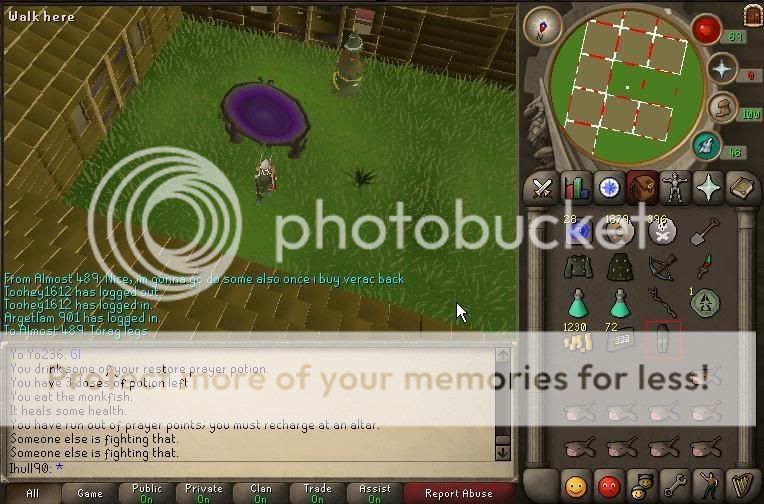 Walk here
69
0
100
48
photobucket
28
1879
396
From Almost 489: Nice, im gonna go do some also once i buy verac back
Toohey1612 has logged out.
Toohey1612 has logged in.
Argetlam 901 has logged in.
To Almost 489: Torag legs.
1
1230
72
Yo Yo236: Gl
You drink some of your restore prayer potion.
You have 3 doses of potion left.
more of your memories for less!
You eat the monkfish.
It heals some health.
You have run out of prayer points; you must recharge at an altar.
Someone else is fighting that.
Someone else is fighting that.
Ihull90: *
All
Game
Public
On
Private
On
Clan
On
Trade
On
Assist
On
Report Abuse